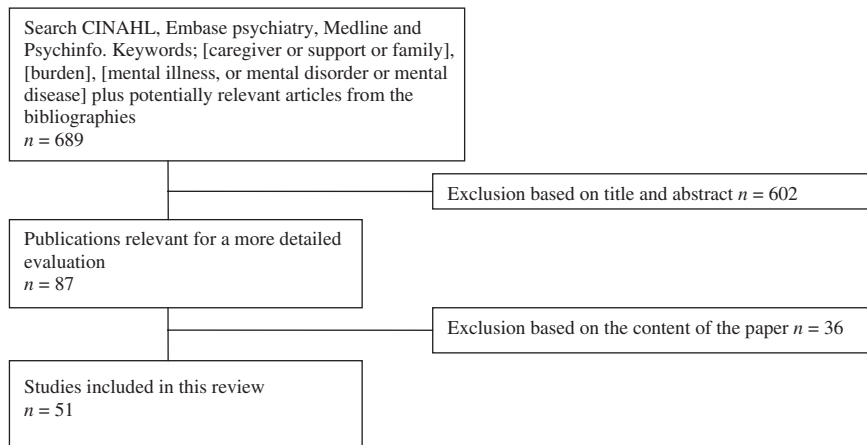 Search CINAHL, Embase psychiatry, Medline and
Psychinfo. Keywords; [caregiver or support or family],
[burden], [mental illness, or mental disorder or mental
disease] plus potentially relevant articles from the
bibliographies
n = 689
Exclusion based on title and abstract n = 602
Publications relevant for a more detailed
evaluation
n = 87
Exclusion based on the content of the paper n = 36
Studies included in this review
n = 51